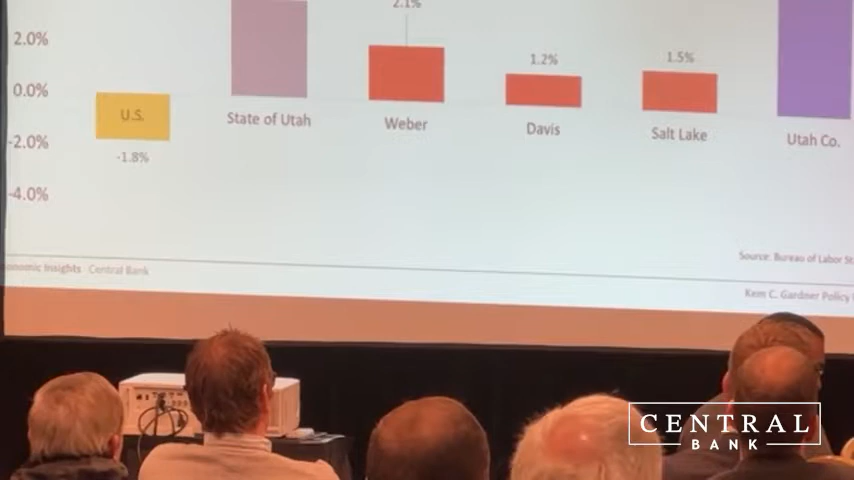 2.1%
2.0%
1.2%
1.5%
0.0%
U.S.
State of Utah
Weber
Davis
Salt Lake
Utah Co.
-2.0%
-1.8%
-4.0%
Source: Bureau of Labor
Insights Central Bank
Kem C. Gardner Policy
CENTRAL
BANK